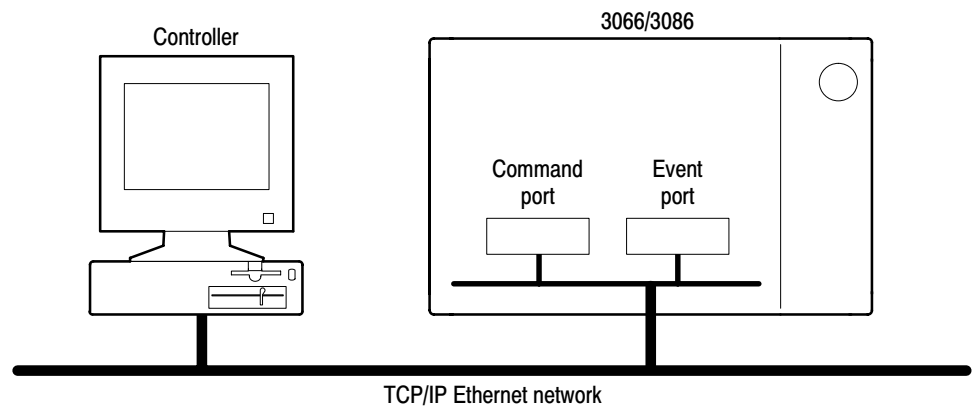 3066/3086
Controller
Command
port
Event
port
TCP/IP Ethernet network